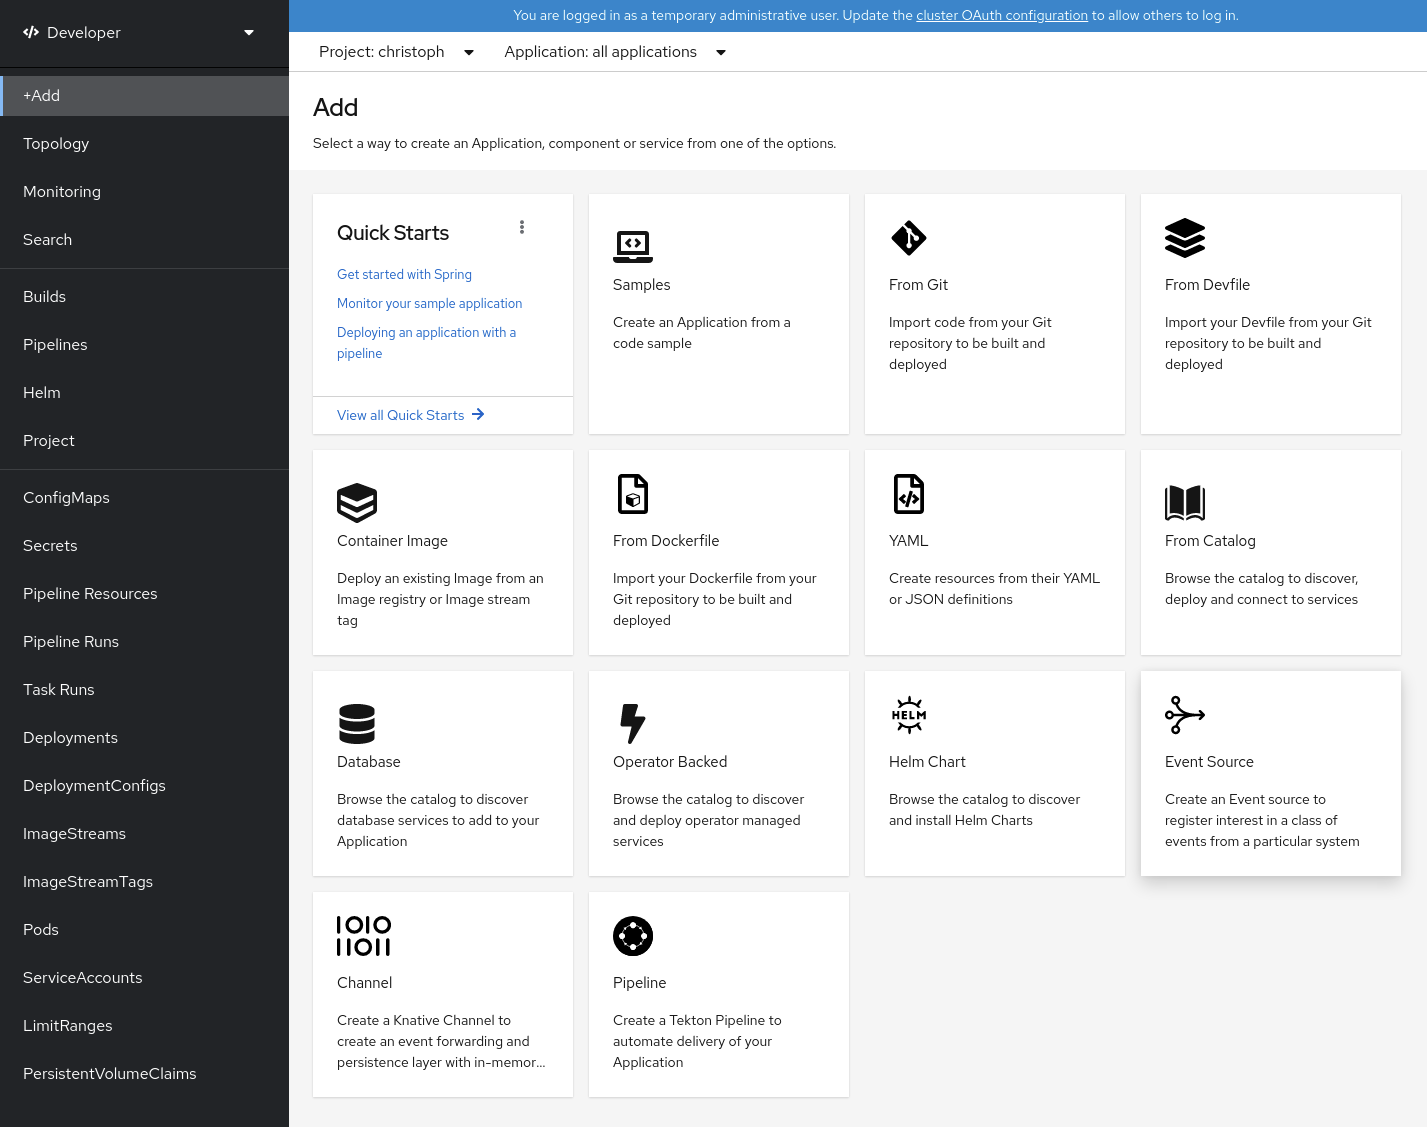 You are logged in as a temporary administrative user. Update the cluster OAuth configuration to allow others to log in.
Developer
Project: christoph
Application: all applications
+Add
Topology
Monitoring
Search
Builds
Pipelines
Helm
Project
ConfigMaps
Secrets
Pipeline Resources
Pipeline Runs
Task Runs
Deployments
DeploymentConfigs
ImageStreams
ImageStreamTags
Pods
ServiceAccounts
LimitRanges
PersistentVolumeClaims
Add
Select a way to create an Application, component or service from one of the options.
Quick Starts
Get started with Spring
Monitor your sample application
Deploying an application with a
pipeline
View all Quick Starts
Samples
Create an Application from a
code sample
From Git
Import code from your Git
repository to be built and
deployed
From Devfile
Import your Devfile from your Git
repository to be built and
deployed
Container Image
Deploy an existing Image from an
Image registry or Image stream
tag
From Dockerfile
Import your Dockerfile from your
Git repository to be built and
deployed
YAML
Create resources from their YAML
or JSON definitions
From Catalog
Browse the catalog to discover,
deploy and connect to services
Database
Browse the catalog to discover
database services to add to your
Application
Operator Backed
Browse the catalog to discover
and deploy operator managed
services
HELM
Helm Chart
Browse the catalog to discover
and install Helm Charts
Event Source
Create an Event source to
register interest in a class of
events from a particular system
1010
11011
Channel
Create a Knative Channel to
create an event forwarding and
persistence layer with in-memor...
Pipeline
Create a Tekton Pipeline to
automate delivery of your
Application